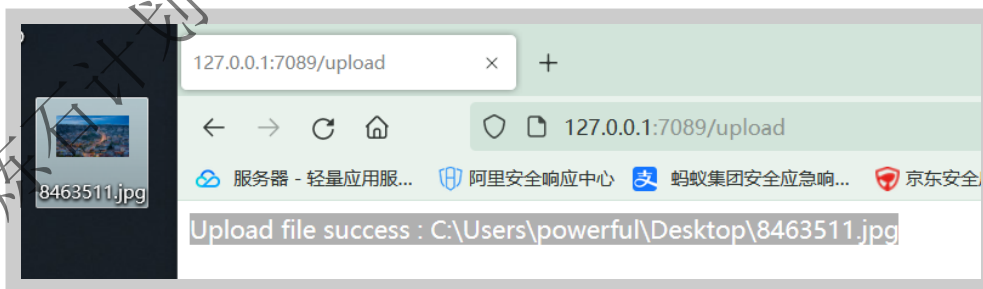 127.0.0.1:7089/upload
127.0.0.1:7089/upload
8463511.jpg
服务器 - 轻量应用服... 阿里安全响应中心 蚂蚁集团安全应急响... 京东安全
Upload file success : C:\Users\powerful\Desktop\8463511.jpg